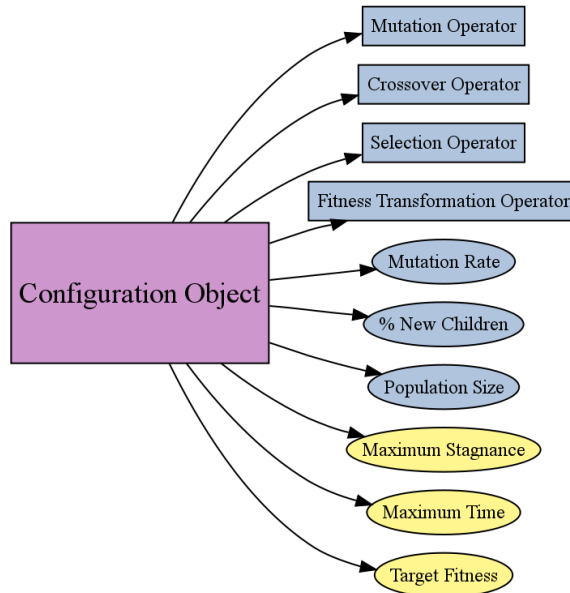 Mutation Operator
Crossover Operator
Selection Operator
Fitness Transformation Operator
Configuration Object
Mutation Rate
% New Children
Population Size
Maximum Stagnance
Maximum Time
Target Fitness